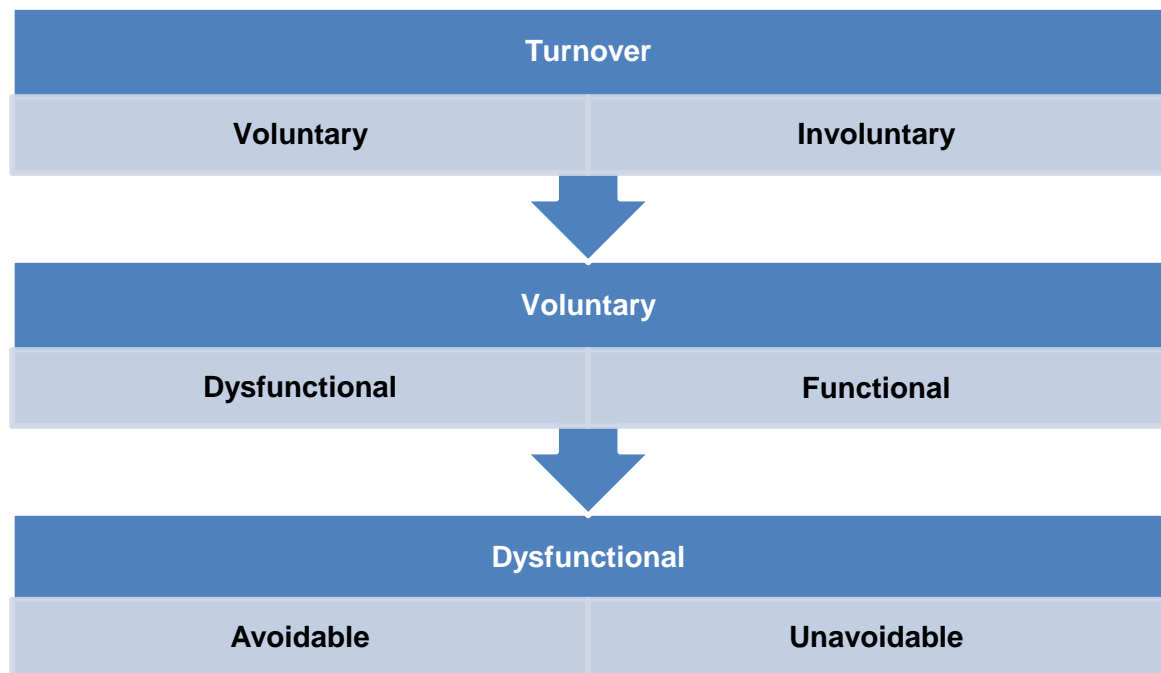 Turnover
Voluntary Involuntary
Voluntary
Dysfunctional Functional
Dysfunctional
Avoidable Unavoidable